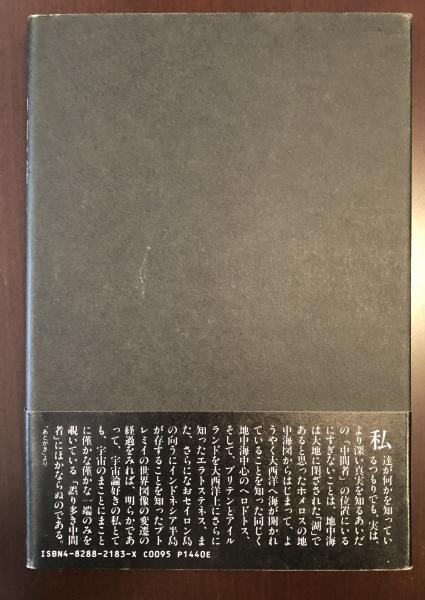 私達が何かを知ってい
るつもりでも、実は、
より深い真実を知るあいだ
の「中間者」の位置にいる
にすぎないことは、地中海
は大地に閉ざされた「湖」で
あると思ったホメロスの地
中海図からはじまって、よ
うやく大西洋へ海が開かれ
ていることを知った同じく
地中海中心のヘロドトス、
そして、ブリテンとアイル
ランドを大西洋上にさらに
知ったエラトステネス、ま
た、さらになおセイロン島
の向うにインドネシア半島
が存することを知ったプト
レミイの世界図像の変遷の
経過をみれば、明らかであ
って、宇宙論好きの私とて
も、宇宙のまことにまこと
に僅かな僅かな一端のみを
覗いている「誤り多き中間
者」にほかならぬのである。
「あとがき」より
ISBN4-8288-2183-X C0095 P1440E